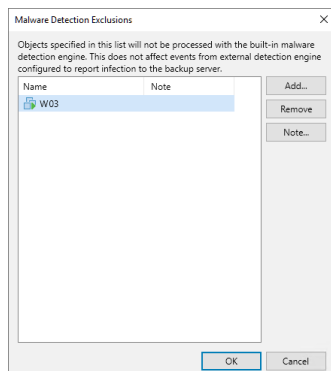 Malware Detection Exclusions
Objects specified in this list will not be processed with the built-in malware
detection engine. This does not affect events from external detection engine
configured to report infection to the backup server.
Name Note Add...
W03 Remove
Note...
OK Cancel